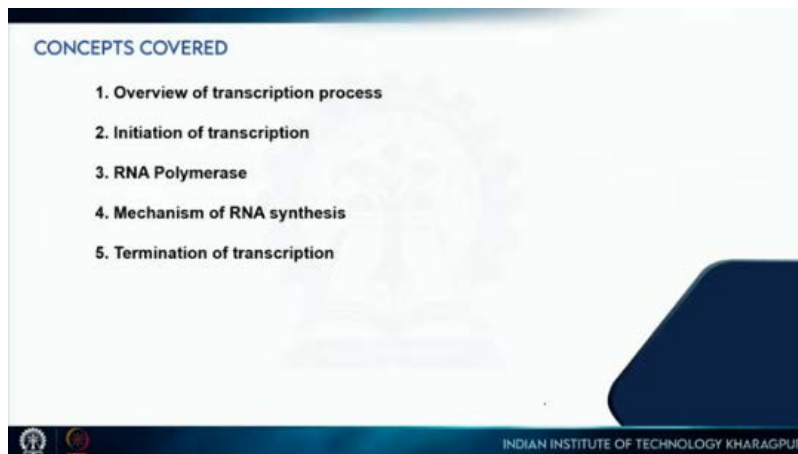 CONCEPTS COVERED
1. Overview of transcription process
2. Initiation of transcription
3. RNA Polymerase
4. Mechanism of RNA synthesis
5. Termination of transcription
INDIAN INSTITUTE OF TECHNOLOGY KHARAGPUR